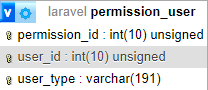 v laravel permission_user
permission_id : int(10) unsigned
user_id : int(10) unsigned
user_type : varchar(191)